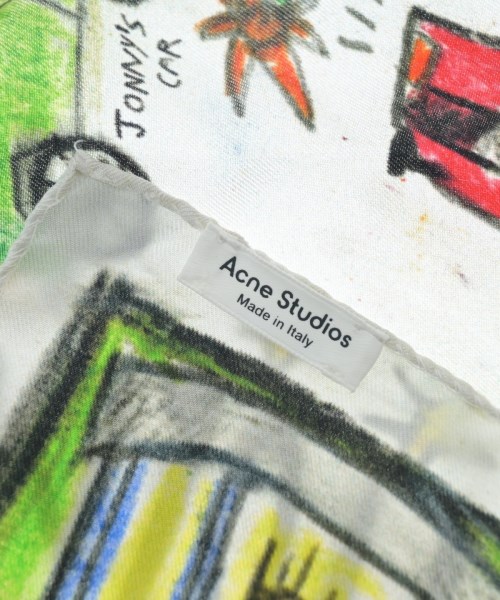 JONNY'S
CAR
Acne Studios
Made in Italy